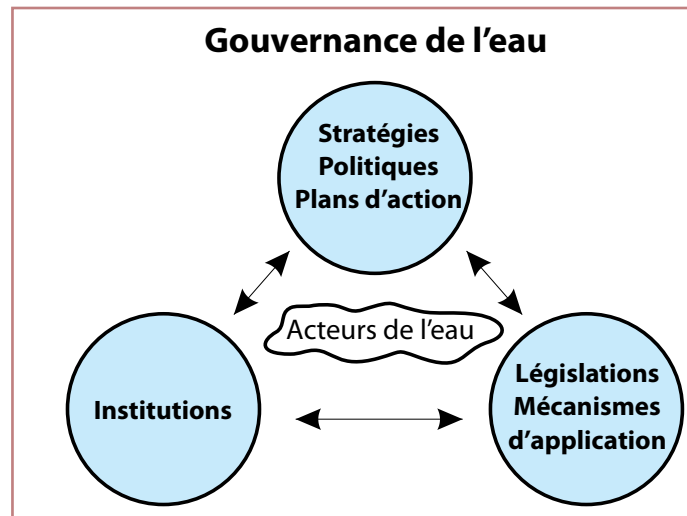 Gouvernance de l’eau
Stratégies
Politiques
Plans d’action
Acteurs de l’eau
Institutions
Législations
Mécanismes
d’application